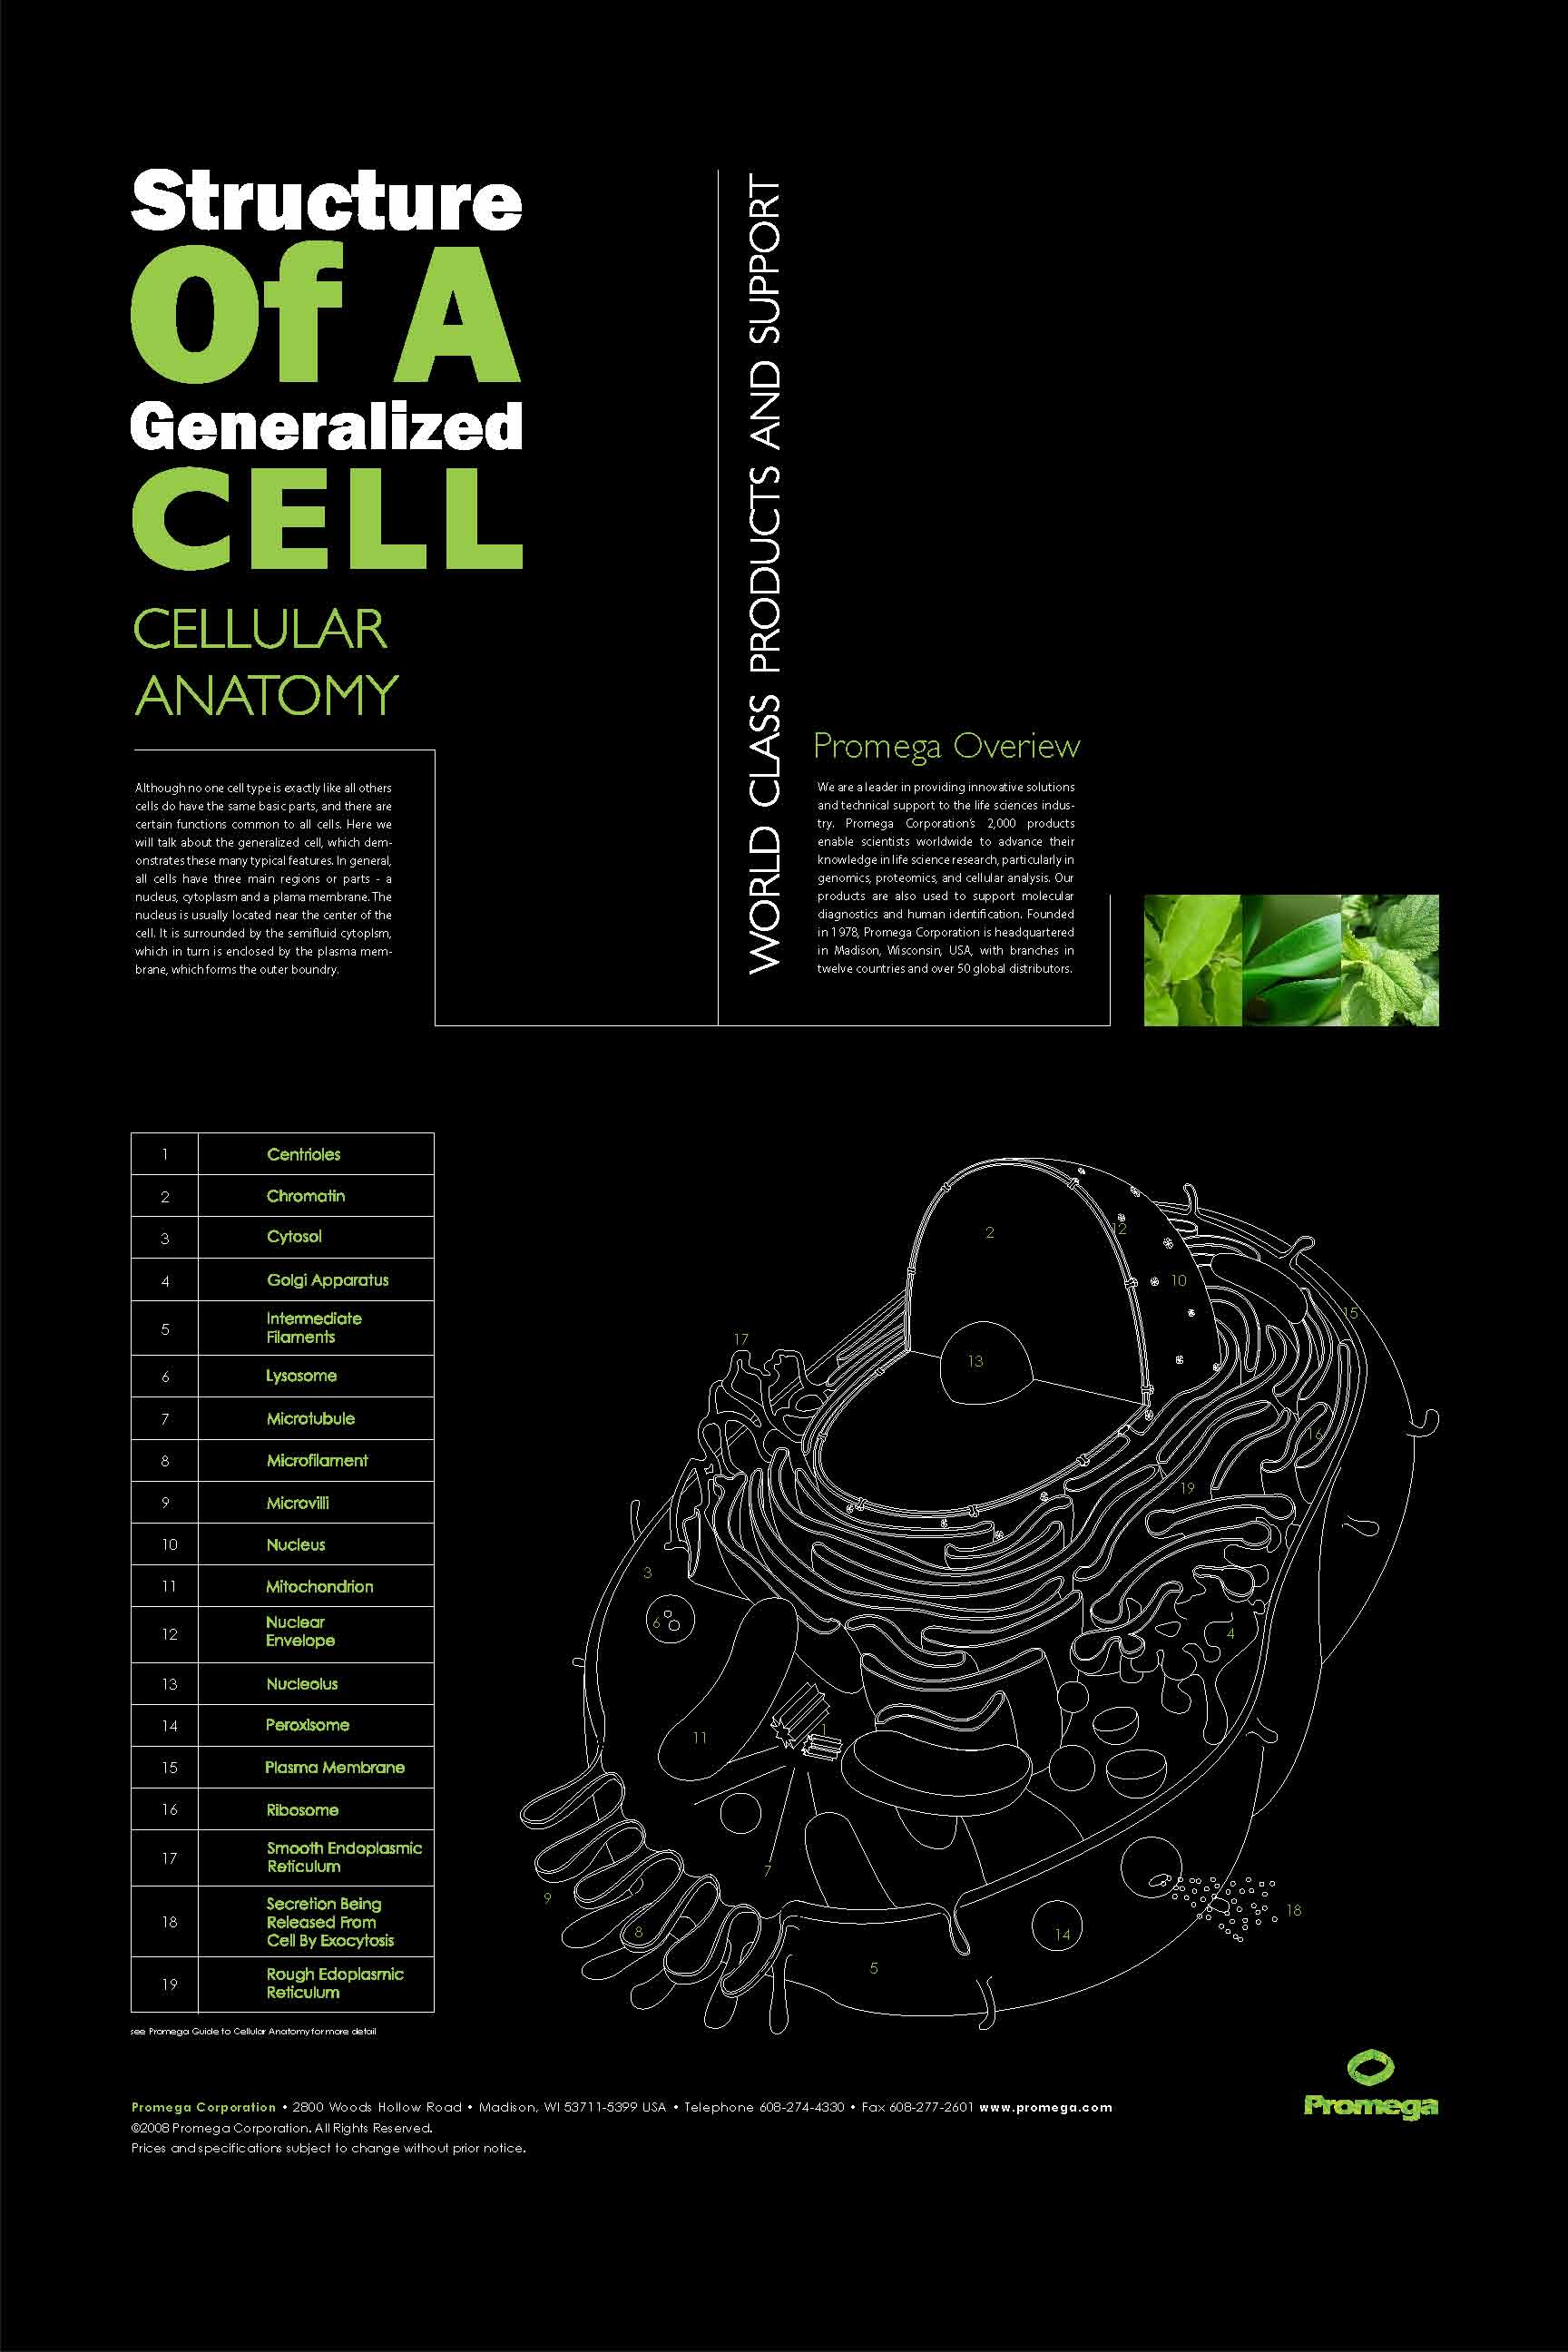 Structure
Of A
Generalized
CELL
CELLULAR
ANATOMY
Although no one cell type is exactly like all others
cells do have the same basic parts, and there are
certain functions common to all cells. Here we
will talk about the generalized cell, which dem-
onstrates these many typical features. In general,
all cells have three main regions or parts - a
nucleus, cytoplasm and a plama membrane. The
nucleus is usually located near the center of the
cell. It is surrounded by the semifluid cytoplsm,
which in turn is enclosed by the plasma mem-
brane, which forms the outer boundry.
WORLD CLASS PRODUCTS AND SUPPORT
Promega Overiew
We are a leader in providing innovative solutions
and technical support to the life sciences indus-
try. Promega Corporation's 2,000 products
enable scientists worldwide to advance their
knowledge in life science research, particularly in
genomics, proteomics, and cellular analysis. Our
products are also used to support molecular
diagnostics and human identification. Founded
in 1978, Promega Corporation is headquartered
in Madison, Wisconsin, USA, with branches in
twelve countries and over 50 global distributors.
1 Centrioles
2 Chromatin
3 Cytosol
4 Golgi Apparatus
5 Intermediate
Filaments
6 Lysosome
7 Microtubule
8 Microfilament
9 Microvilli
10 Nucleus
11 Mitochondrion
12 Nuclear
Envelope
13 Nucleolus
14 Peroxisome
15 Plasma Membrane
16 Ribosome
17 Smooth Endoplasmic
Reticulum
18 Secretion Being
Released From
Cell By Exocytosis
19 Rough Edoplasmic
Reticulum
see Promega Guide to Cellular Anatomy for more detail
2
12
10
15
17
13
16
19
3
6
4
11
1
7
9
8
14
18
5
Promega Corporation • 2800 Woods Hollow Road • Madison, WI 53711-5399 USA • Telephone 608-274-4330 • Fax 608-277-2601 www.promega.com
©2008 Promega Corporation. All Rights Reserved.
Prices and specifications subject to change without prior notice.
Promega